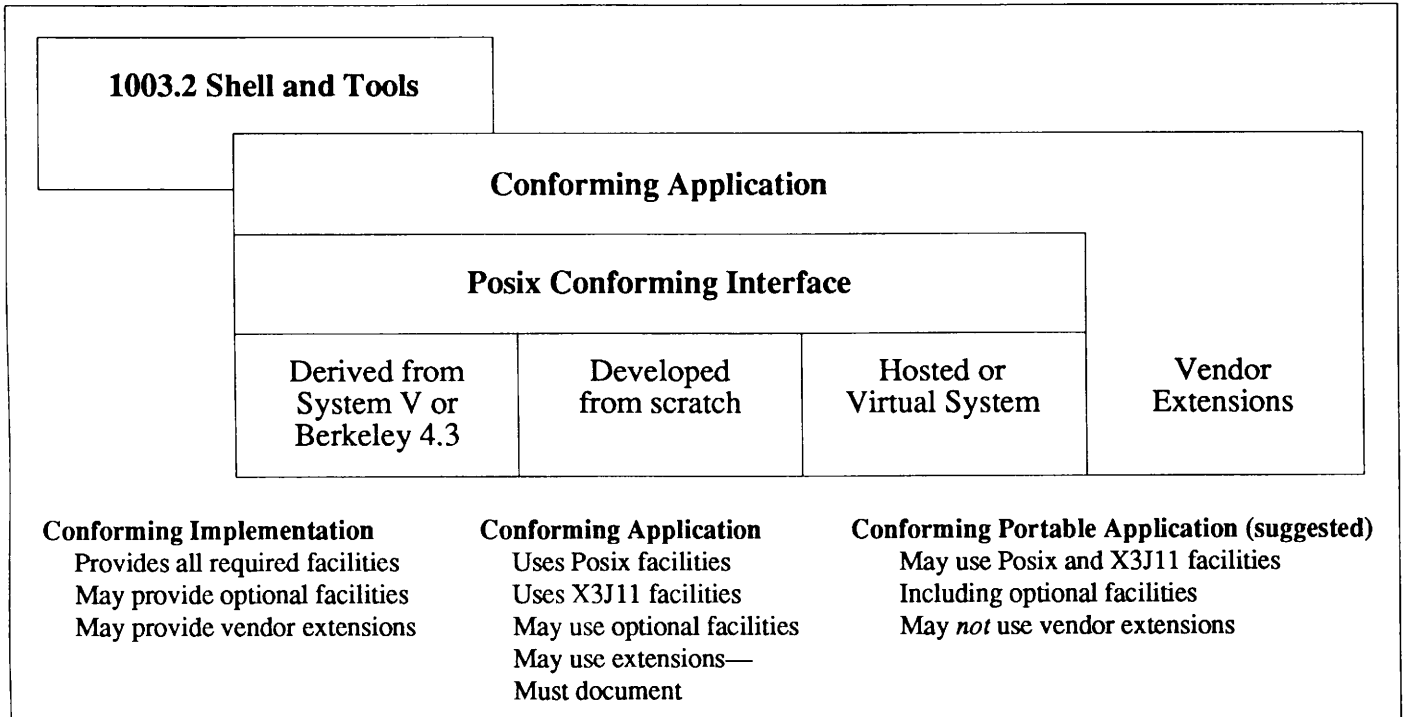 1003.2 Shell and Tools
Conforming Application
Posix Conforming Interface
Derived from
System V or
Berkeley 4.3
Developed
from scratch
Hosted or
Virtual System
Vendor
Extensions
Conforming Implementation
Provides all required facilities
May provide optional facilities
May provide vendor extensions
Conforming Application
Uses Posix facilities
Uses X3J11 facilities
May use optional facilities
May use extensions—
Must document
Conforming Portable Application (suggested)
May use Posix and X3J11 facilities
Including optional facilities
May not use vendor extensions